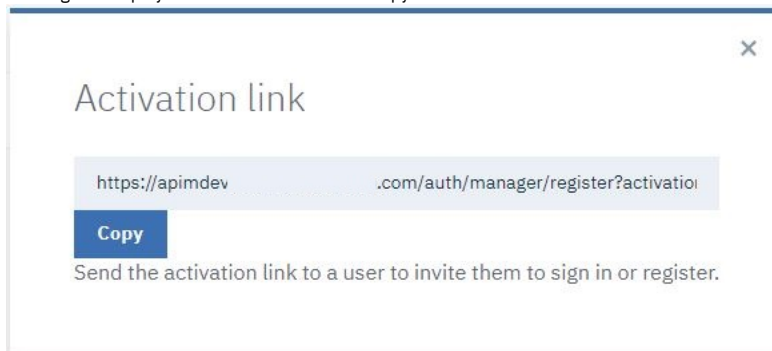 Activation link
https://apimdev .com/auth/manager/register?activation
Copy
Send the activation link to a user to invite them to sign in or register.